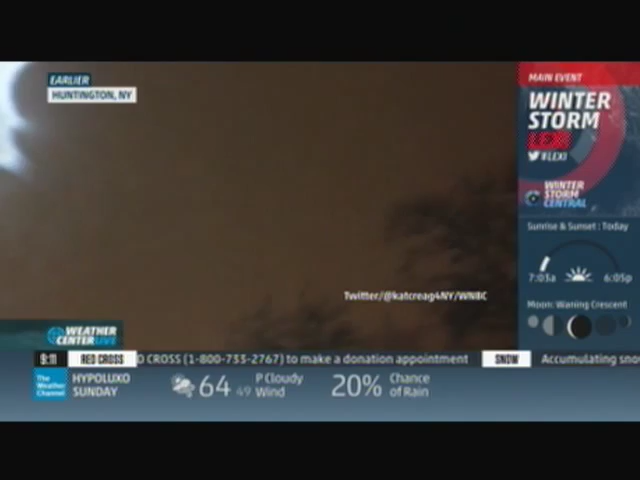 EARLIER
HUNTINGTON, NY
MAIN EVENT
WINTER
STORM
#LEXI
WINTER
STORM
CENTRAL
Sunrise & Sunset: Today
7:03a
6:05p
Moon: Waning Crescent
Twitter/@katcreag4NY/WNBC
WEATHER
CENTER LIVE
9:11
RED CROSS
D CROSS (1-800-733-2767) to make a donation appointment
SNOW
Accumulating snow
The
Weather
Channel
HYPOLUXO
SUNDAY
64
49
P Cloudy
Wind
20%
Chance
of Rain